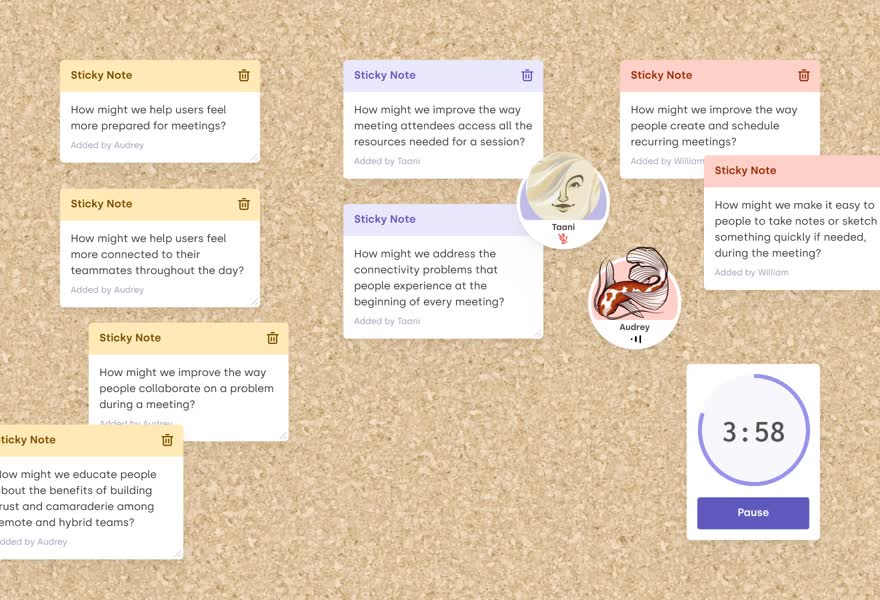 Sticky Note
How might we help users feel
more prepared for meetings?
Added by Audrey
Sticky Note
How might we help users feel
more connected to their
teammates throughout the day?
Added by Audrey
Sticky Note
How might we improve the way
people collaborate on a problem
during a meeting?
Added by Audrey
Sticky Note
How might we educate people
about the benefits of building
trust and camaraderie among
remote and hybrid teams?
Added by Audrey
Sticky Note
How might we improve the way
meeting attendees access all the
resources needed for a session?
Added by Taani
Sticky Note
How might we address the
connectivity problems that
people experience at the
beginning of every meeting?
Added by Taani
Taani
Audrey
Sticky Note
How might we improve the way
people create and schedule
recurring meetings?
Added by William
Sticky Note
How might we make it easy to
people to take notes or sketch
something quickly if needed,
during the meeting?
Added by William
3:58
Pause